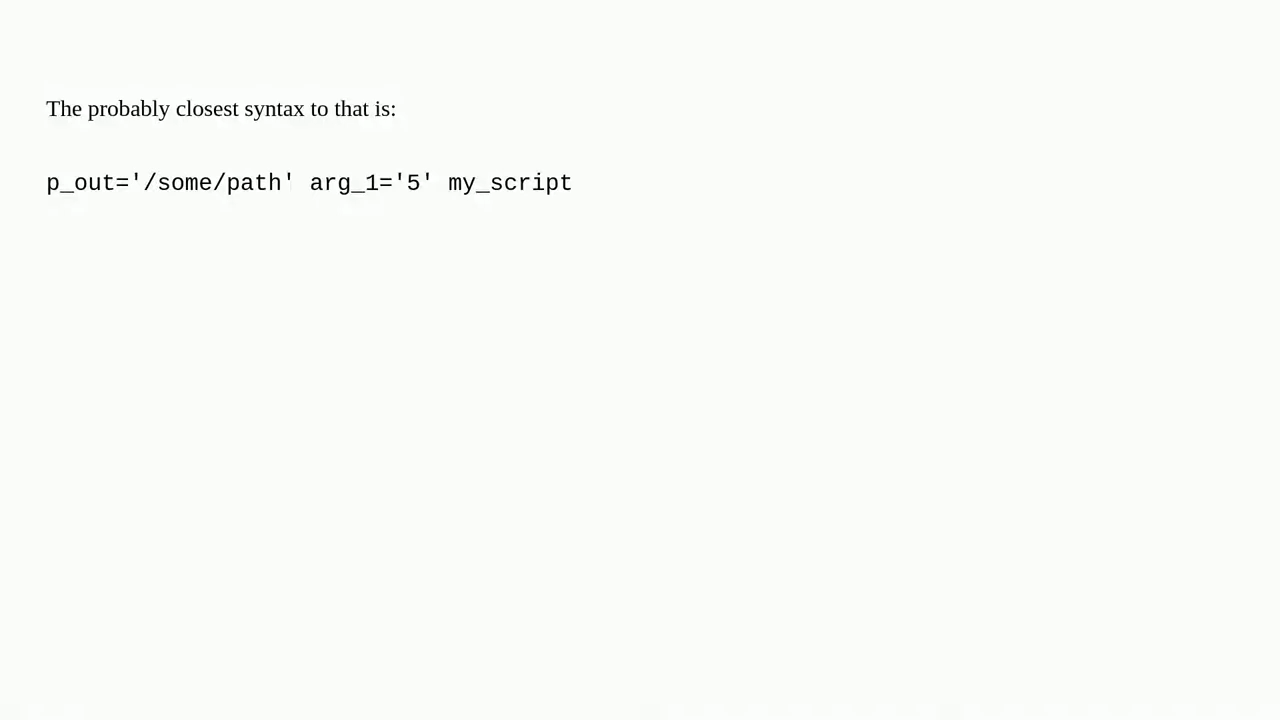 The probably closest syntax to that is:
p_out='/some/path' arg_1='5' my_script